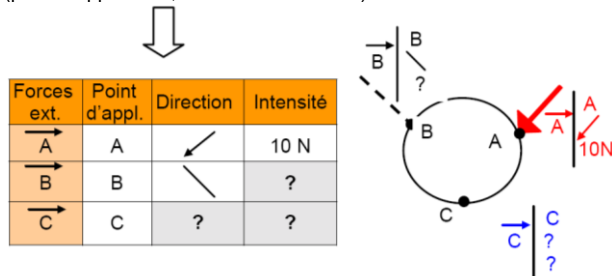 Forces ext. Point d'appl. Direction Intensité
A A 10 N
B B ?
C C ? ?
B B
?
B
A
A A
10N
C
C C
?
?